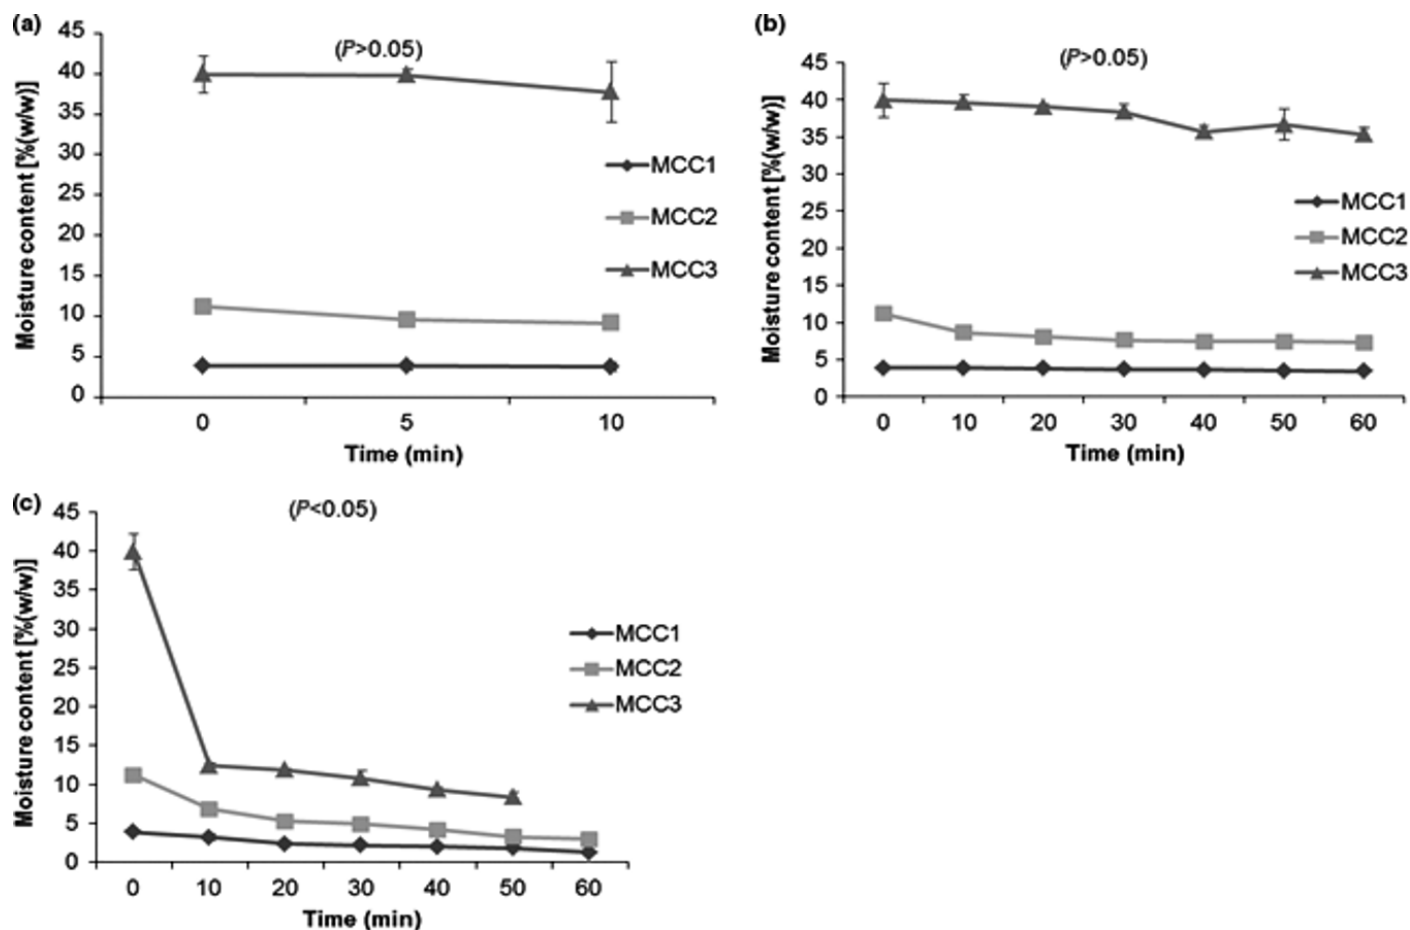 (a)
(P>0.05)
Moisture content [%(w/w)]
45
40
35
30
25
20
15
10
5
0
MCC1
MCC2
MCC3
0 5 10
Time (min)
(b)
(P>0.05)
Moisture content [%(w/w)]
45
40
35
30
25
20
15
10
5
0
MCC1
MCC2
MCC3
0 10 20 30 40 50 60
Time (min)
(c)
(P<0.05)
Moisture content [%(w/w)]
45
40
35
30
25
20
15
10
5
0
MCC1
MCC2
MCC3
0 10 20 30 40 50 60
Time (min)